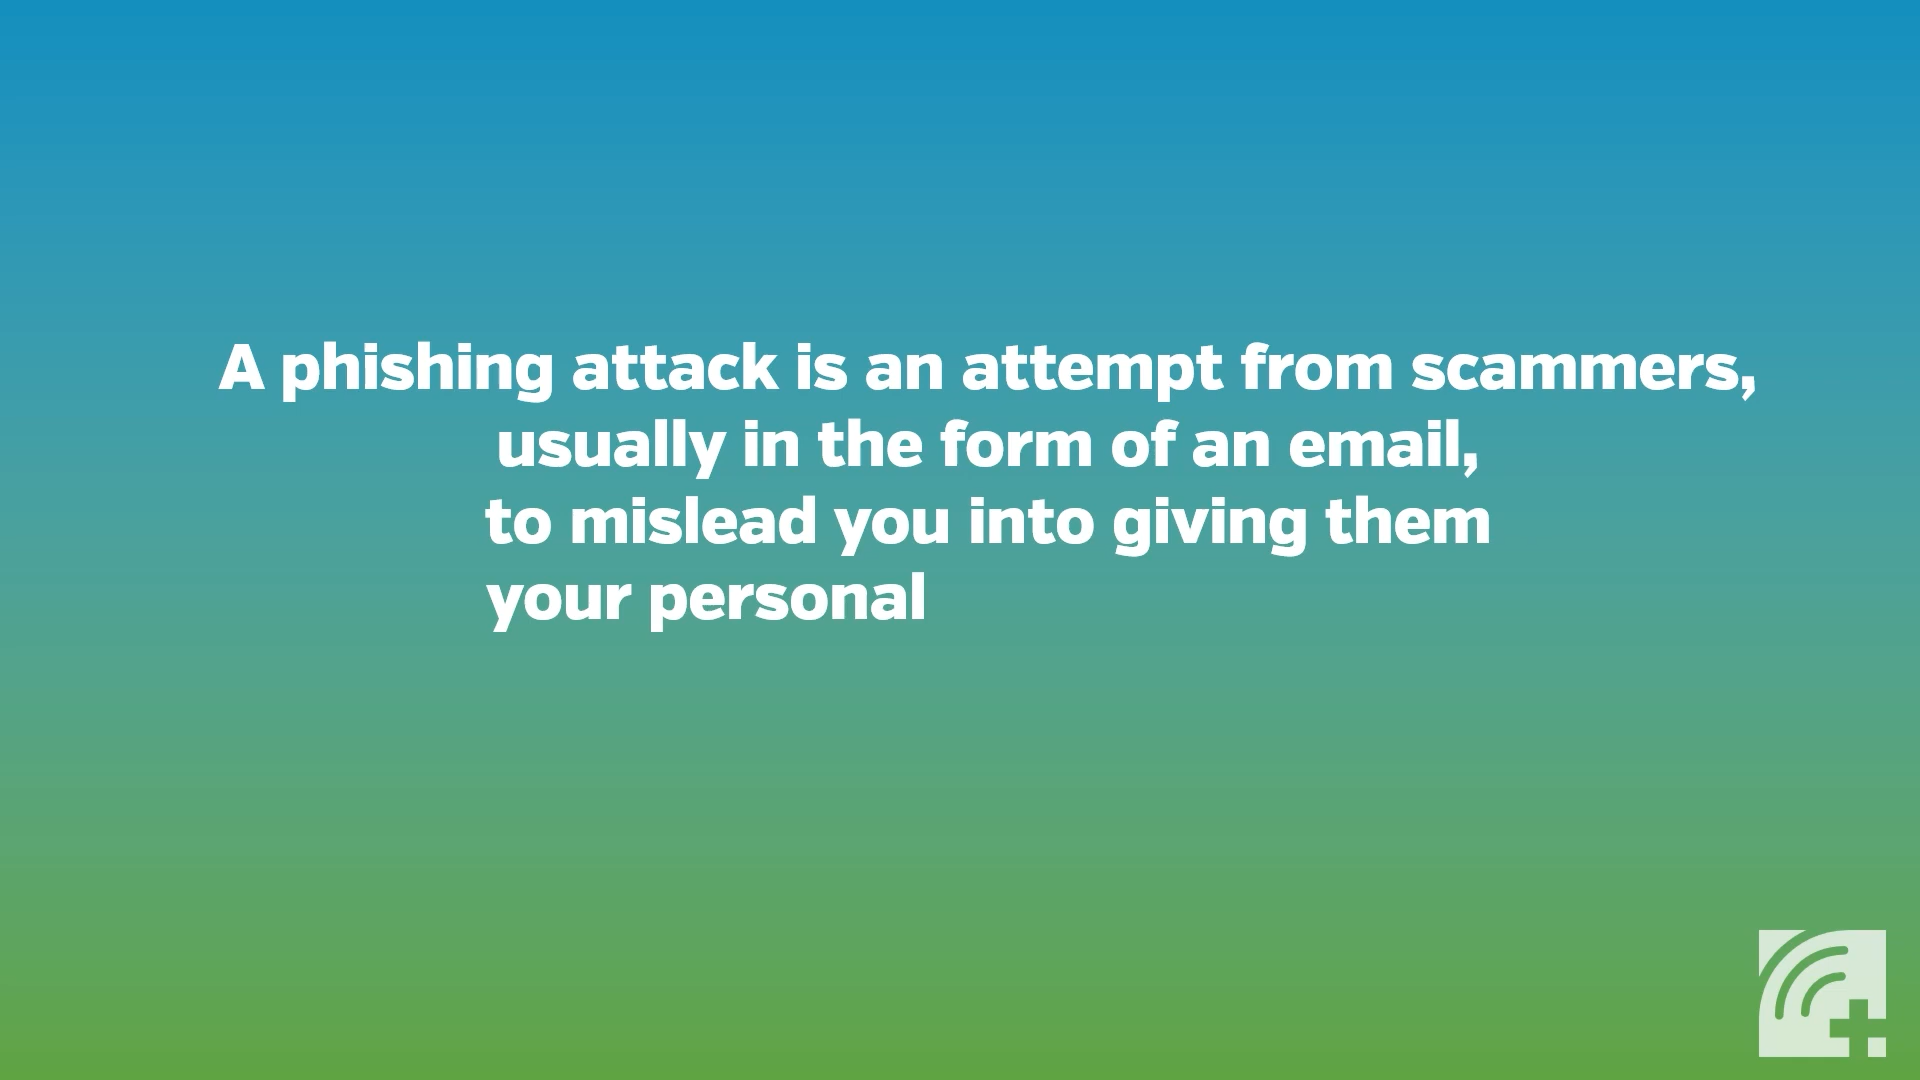 A phishing attack is an attempt from scammers,
usually in the form of an email,
to mislead you into giving them
your personal